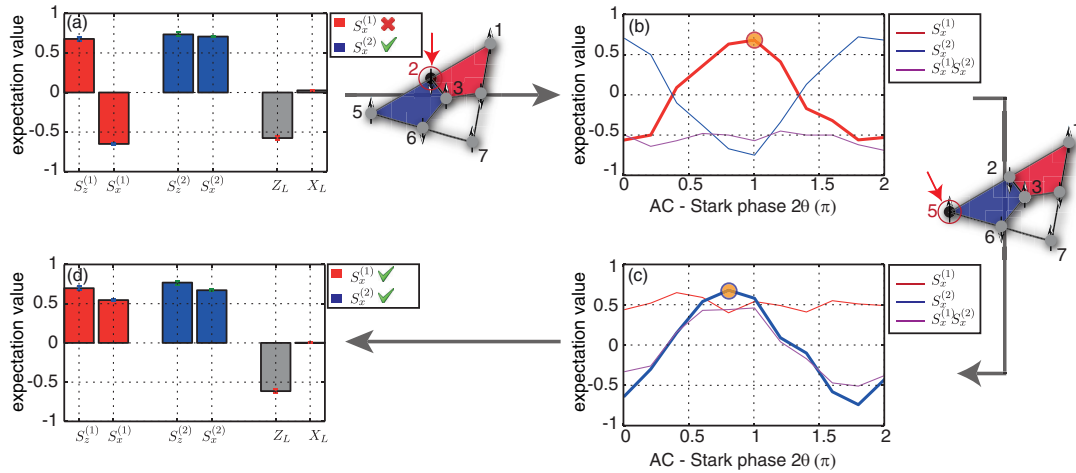 (a)
expectation value
1
0.5
0
-0.5
-1
$S_z^{(1)}$ $S_x^{(1)}$ $S_z^{(2)}$ $S_x^{(2)}$ $Z_L$ $X_L$
$S_x^{(1)}$
$S_x^{(2)}$
1
2
3
5
6
7
(b)
expectation value
1
0.5
0
-0.5
-1
0 0.5 1.0 1.5 2
AC - Stark phase 2θ (π)
$S_x^{(1)}$
$S_x^{(2)}$
$S_x^{(1)}S_x^{(2)}$
2
3
5
6
7
(d)
expectation value
1
0.5
0
-0.5
-1
$S_z^{(1)}$ $S_x^{(1)}$ $S_z^{(2)}$ $S_x^{(2)}$ $Z_L$ $X_L$
$S_x^{(1)}$
$S_x^{(2)}$
(c)
expectation value
1
0.5
0
-0.5
-1
0 0.5 1 1.5 2
AC - Stark phase 2θ (π)
$S_x^{(1)}$
$S_x^{(2)}$
$S_x^{(1)}S_x^{(2)}$